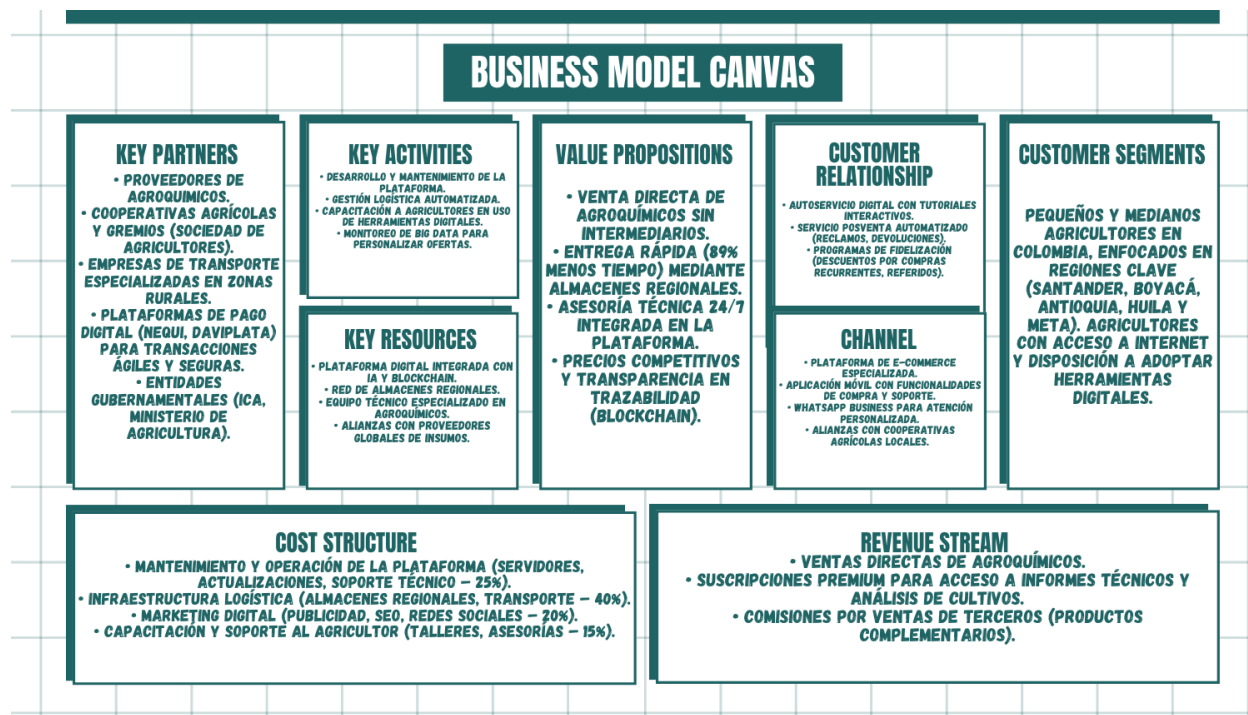 BUSINESS MODEL CANVAS
KEY PARTNERS
• PROVEEDORES DE
AGROQUIMICOS.
• COOPERATIVAS AGRÍCOLAS
Y GREMIOS (SOCIEDAD DE
AGRICULTORES).
• EMPRESAS DE TRANSPORTE
ESPECIALIZADAS EN ZONAS
RURALES.
• PLATAFORMAS DE PAGO
DIGITAL (NEQUI, DAVIPLATA)
PARA TRANSACCIONES
ÁGILES Y SEGURAS.
• ENTIDADES
GUBERNAMENTALES (ICA,
MINISTERIO DE
AGRICULTURA).
KEY ACTIVITIES
• DESARROLLO Y MANTENIMIENTO DE LA
PLATAFORMA.
• GESTIÓN LOGÍSTICA AUTOMATIZADA.
• CAPACITACIÓN A AGRICULTORES EN USO
DE HERRAMIENTAS DIGITALES.
• MONITOREO DE BIG DATA PARA
PERSONALIZAR OFERTAS.
KEY RESOURCES
• PLATAFORMA DIGITAL INTEGRADA CON
IA Y BLOCKCHAIN.
• RED DE ALMACENES REGIONALES.
• EQUIPO TÉCNICO ESPECIALIZADO EN
AGROQUÍMICOS.
• ALIANZAS CON PROVEEDORES
GLOBALES DE INSUMOS.
VALUE PROPOSITIONS
• VENTA DIRECTA DE
AGROQUÍMICOS SIN
INTERMEDIARIOS.
• ENTREGA RÁPIDA (89%
MENOS TIEMPO) MEDIANTE
ALMACENES REGIONALES.
• ASESORÍA TÉCNICA 24/7
INTEGRADA EN LA
PLATAFORMA.
• PRECIOS COMPETITIVOS
Y TRANSPARENCIA EN
TRAZABILIDAD
(BLOCKCHAIN).
CUSTOMER
RELATIONSHIP
• AUTOSERVICIO DIGITAL CON TUTORIALES
INTERACTIVOS.
• SERVICIO POSVENTA AUTOMATIZADO
(RECLAMOS, DEVOLUCIONES).
• PROGRAMAS DE FIDELIZACIÓN
(DESCUENTOS POR COMPRAS
RECURRENTES, REFERIDOS).
CHANNEL
• PLATAFORMA DE E-COMMERCE
ESPECIALIZADA.
• APLICACIÓN MÓVIL CON FUNCIONALIDADES
DE COMPRA Y SOPORTE.
• WHATSAPP BUSINESS PARA ATENCIÓN
PERSONALIZADA.
• ALIANZAS CON COOPERATIVAS
AGRÍCOLAS LOCALES.
CUSTOMER SEGMENTS
PEQUEÑOS Y MEDIANOS
AGRICULTORES EN
COLOMBIA, ENFOCADOS EN
REGIONES CLAVE
(SANTANDER, BOYACÁ,
ANTIOQUIA, HUILA Y
META). AGRICULTORES
CON ACCESO A INTERNET
Y DISPOSICIÓN A ADOPTAR
HERRAMIENTAS
DIGITALES.
COST STRUCTURE
• MANTENIMIENTO Y OPERACIÓN DE LA PLATAFORMA (SERVIDORES,
ACTUALIZACIONES, SOPORTE TÉCNICO – 25%).
• INFRAESTRUCTURA LOGÍSTICA (ALMACENES REGIONALES, TRANSPORTE – 40%).
• MARKETING DIGITAL (PUBLICIDAD, SEO, REDES SOCIALES – 20%).
• CAPACITACIÓN Y SOPORTE AL AGRICULTOR (TALLERES, ASESORÍAS – 15%).
REVENUE STREAM
• VENTAS DIRECTAS DE AGROQUÍMICOS.
• SUSCRIPCIONES PREMIUM PARA ACCESO A INFORMES TÉCNICOS Y
ANÁLISIS DE CULTIVOS.
• COMISIONES POR VENTAS DE TERCEROS (PRODUCTOS
COMPLEMENTARIOS).